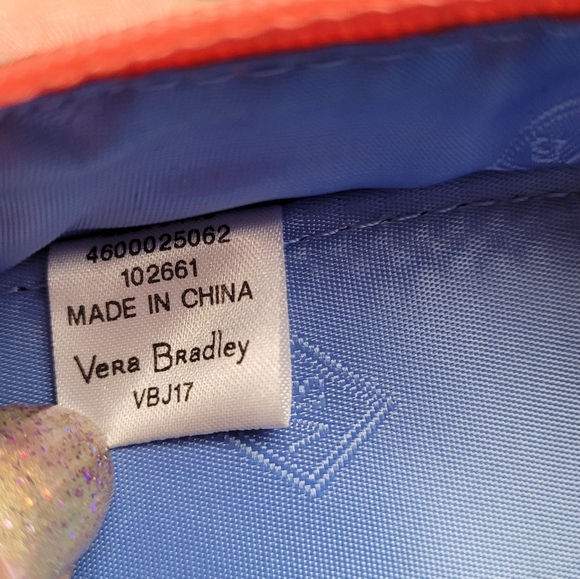 4600025062
102661
MADE IN CHINA
Vera Bradley
VBJ17